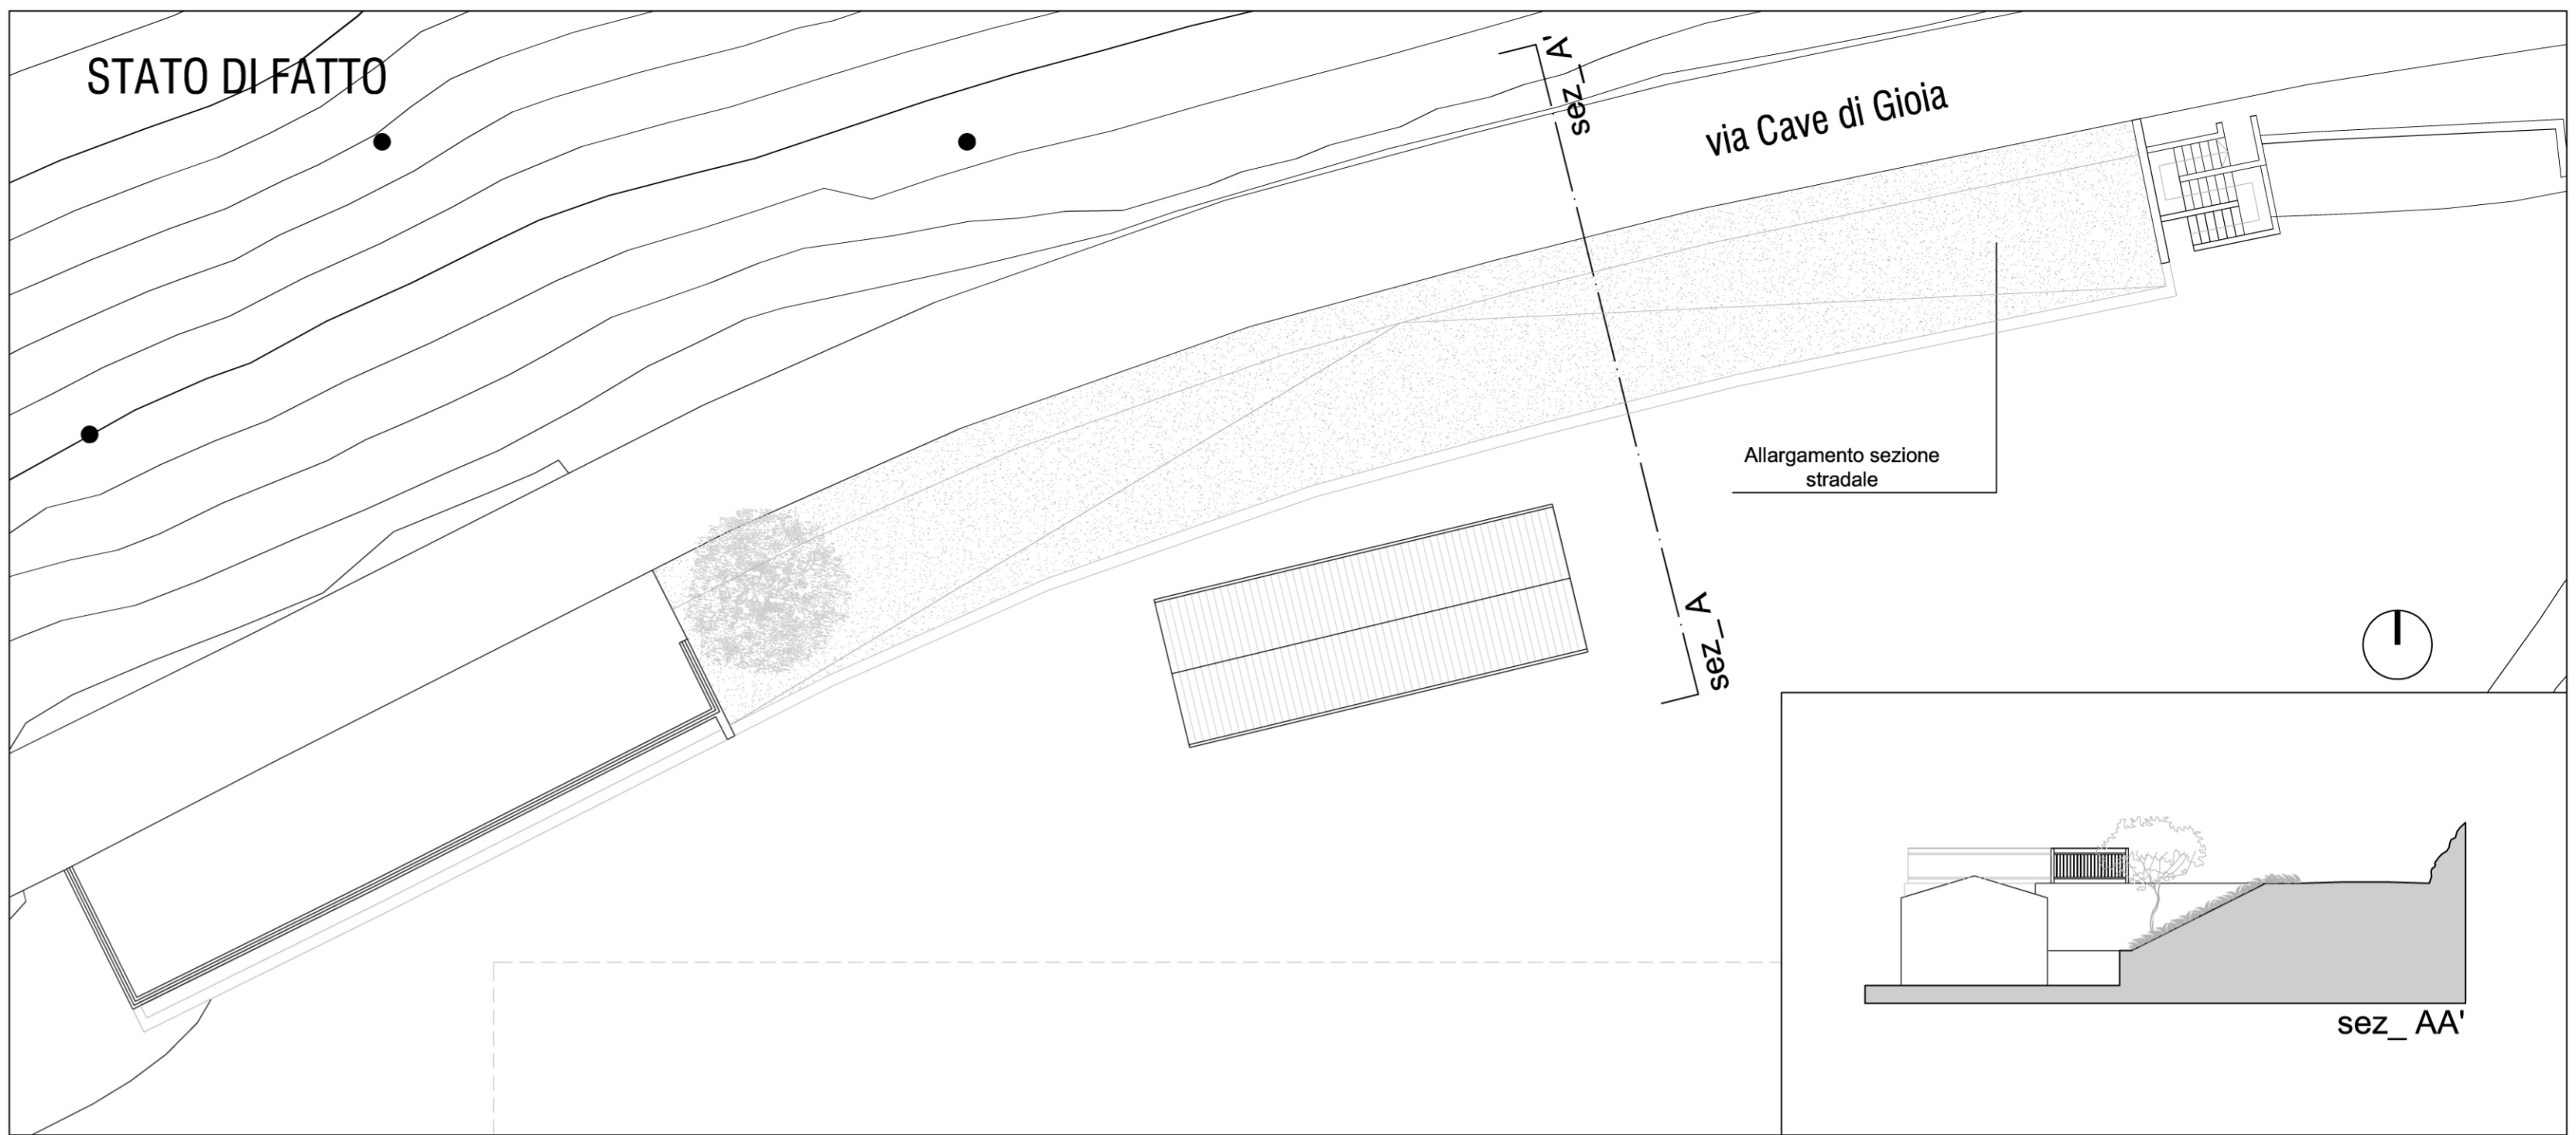 STATO DI FATTO
sez_ A'
via Cave di Gioia
Allargamento sezione
stradale
sez_ A
sez_ AA'